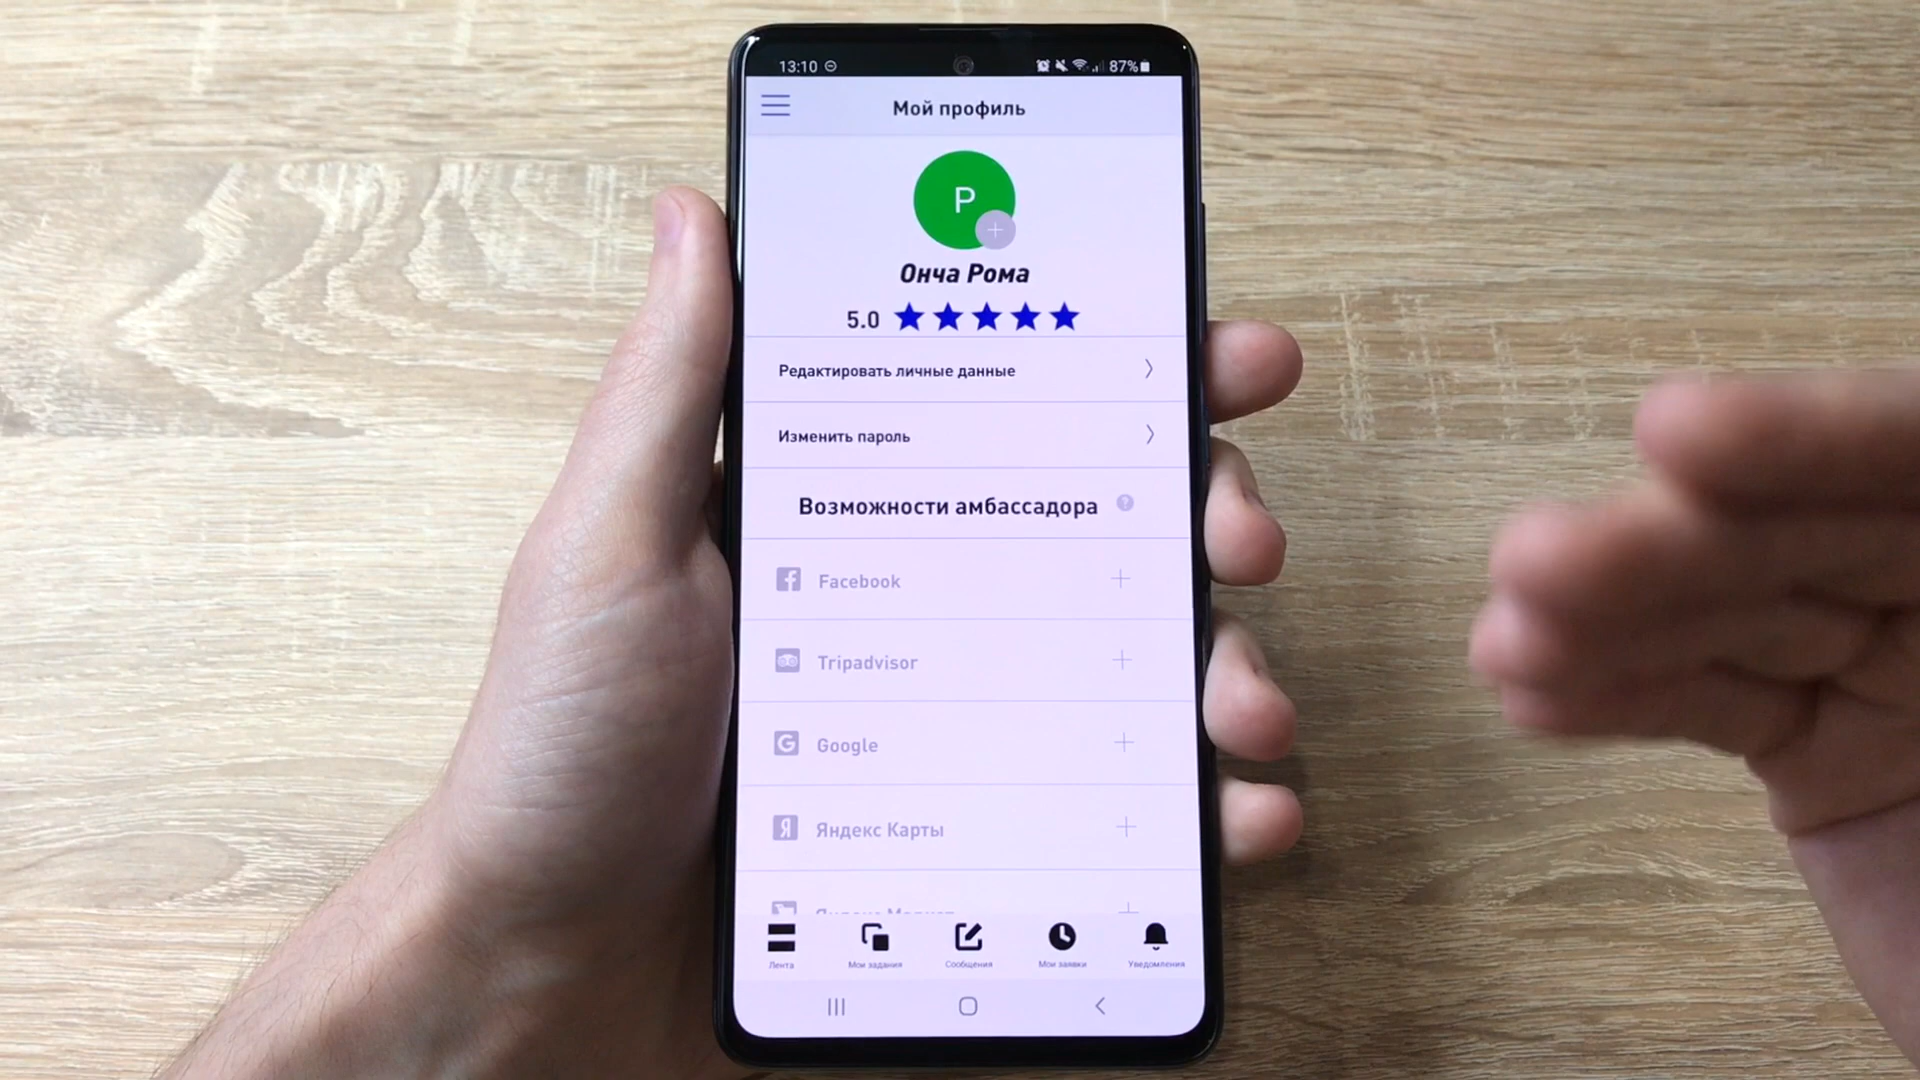 13:10 87%
Мой профиль
Р
Онча Рома
5.0
Редактировать личные данные
Изменить пароль
Возможности амбассадора ?
Facebook
Tripadvisor
G Google
Я Яндекс Карты
Лента Мои задания Сообщения Мои заявки Уведомления